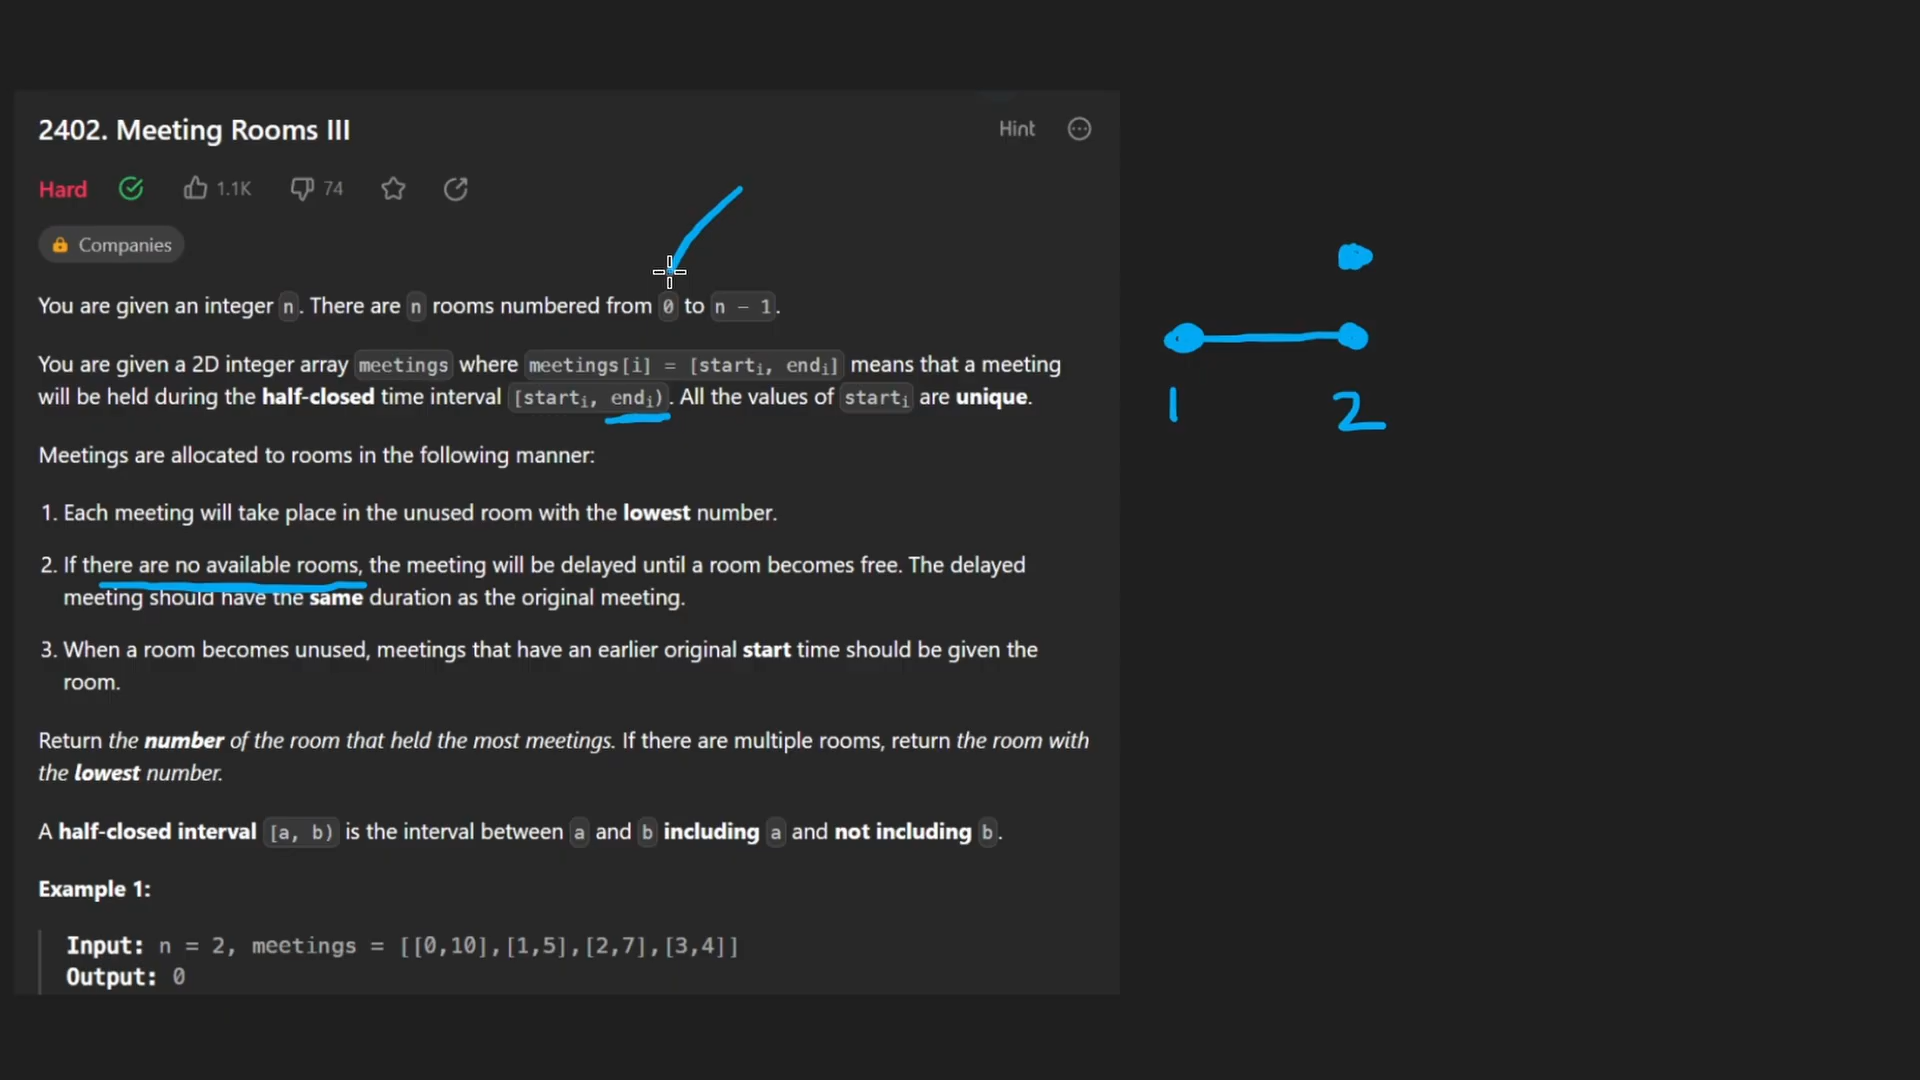 2402. Meeting Rooms III
Hint
Hard 1.1K 74
Companies
You are given an integer n. There are n rooms numbered from 0 to n - 1.
You are given a 2D integer array meetings where meetings[i] = [startᵢ, endᵢ] means that a meeting
will be held during the half-closed time interval [startᵢ, endᵢ). All the values of startᵢ are unique.
Meetings are allocated to rooms in the following manner:
1. Each meeting will take place in the unused room with the lowest number.
2. If there are no available rooms, the meeting will be delayed until a room becomes free. The delayed
meeting should have the same duration as the original meeting.
3. When a room becomes unused, meetings that have an earlier original start time should be given the
room.
Return the number of the room that held the most meetings. If there are multiple rooms, return the room with
the lowest number.
A half-closed interval [a, b) is the interval between a and b including a and not including b.
Example 1:
Input: n = 2, meetings = [[0,10],[1,5],[2,7],[3,4]]
Output: 0
1 2